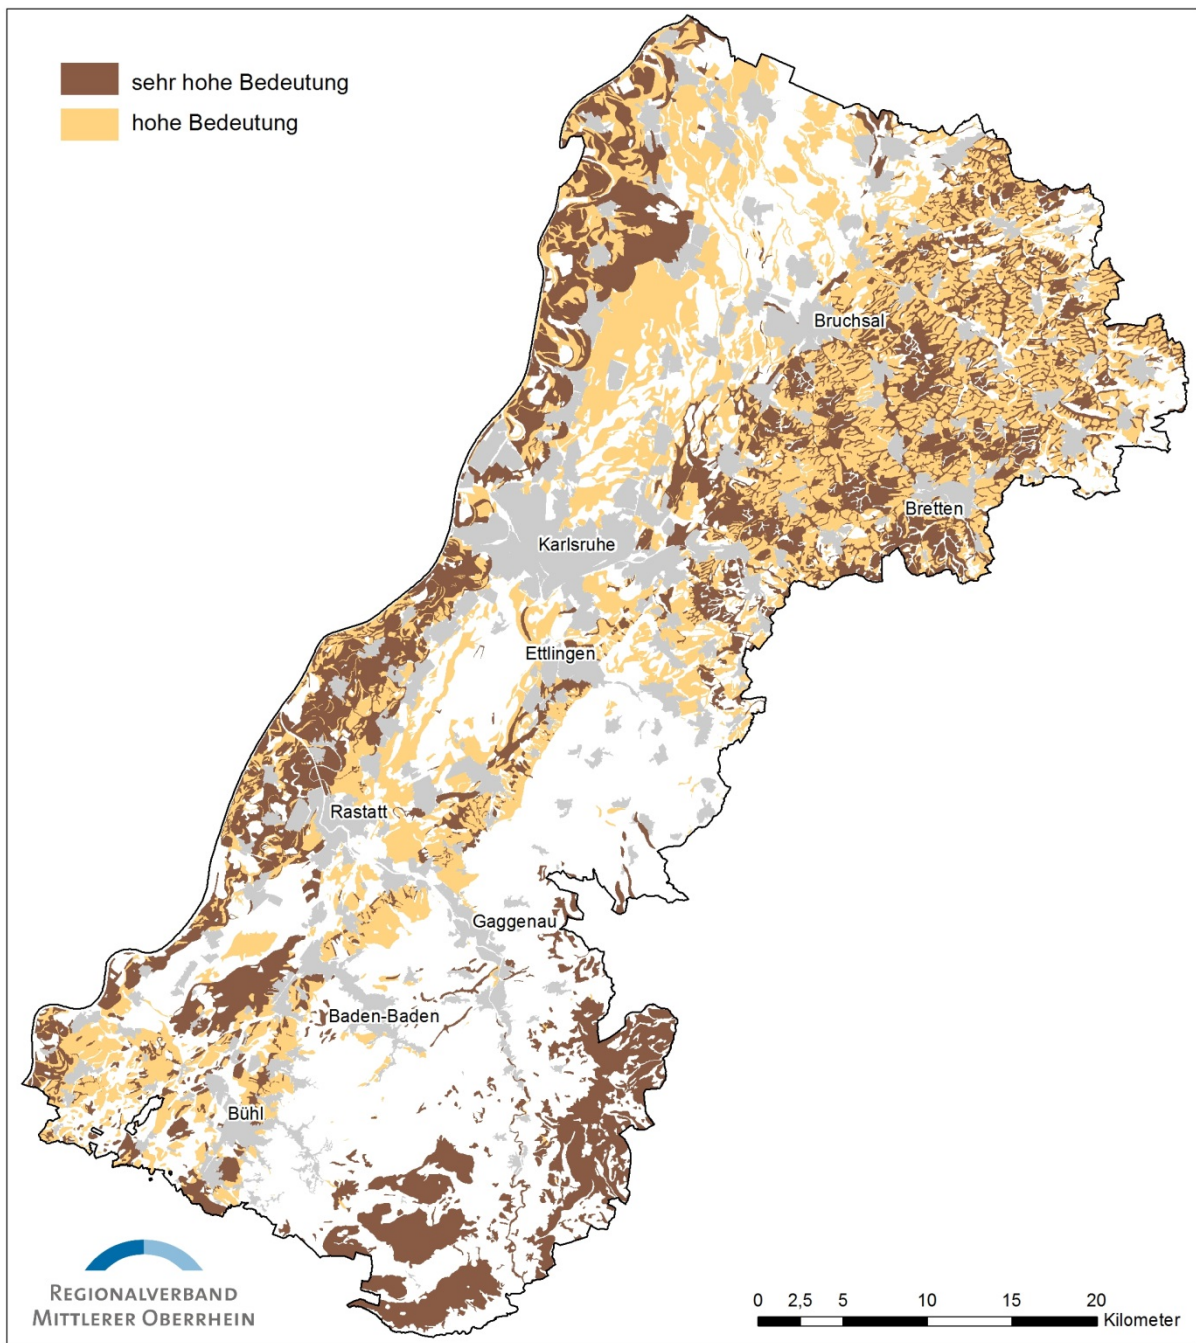 sehr hohe Bedeutung
hohe Bedeutung
Bruchsal
Bretten
Karlsruhe
Ettlingen
Rastatt
Gaggenau
Baden-Baden
Bühl
REGIONALVERBAND
MITTLERER OBERRHEIN
0 2,5 5 10 15 20
Kilometer